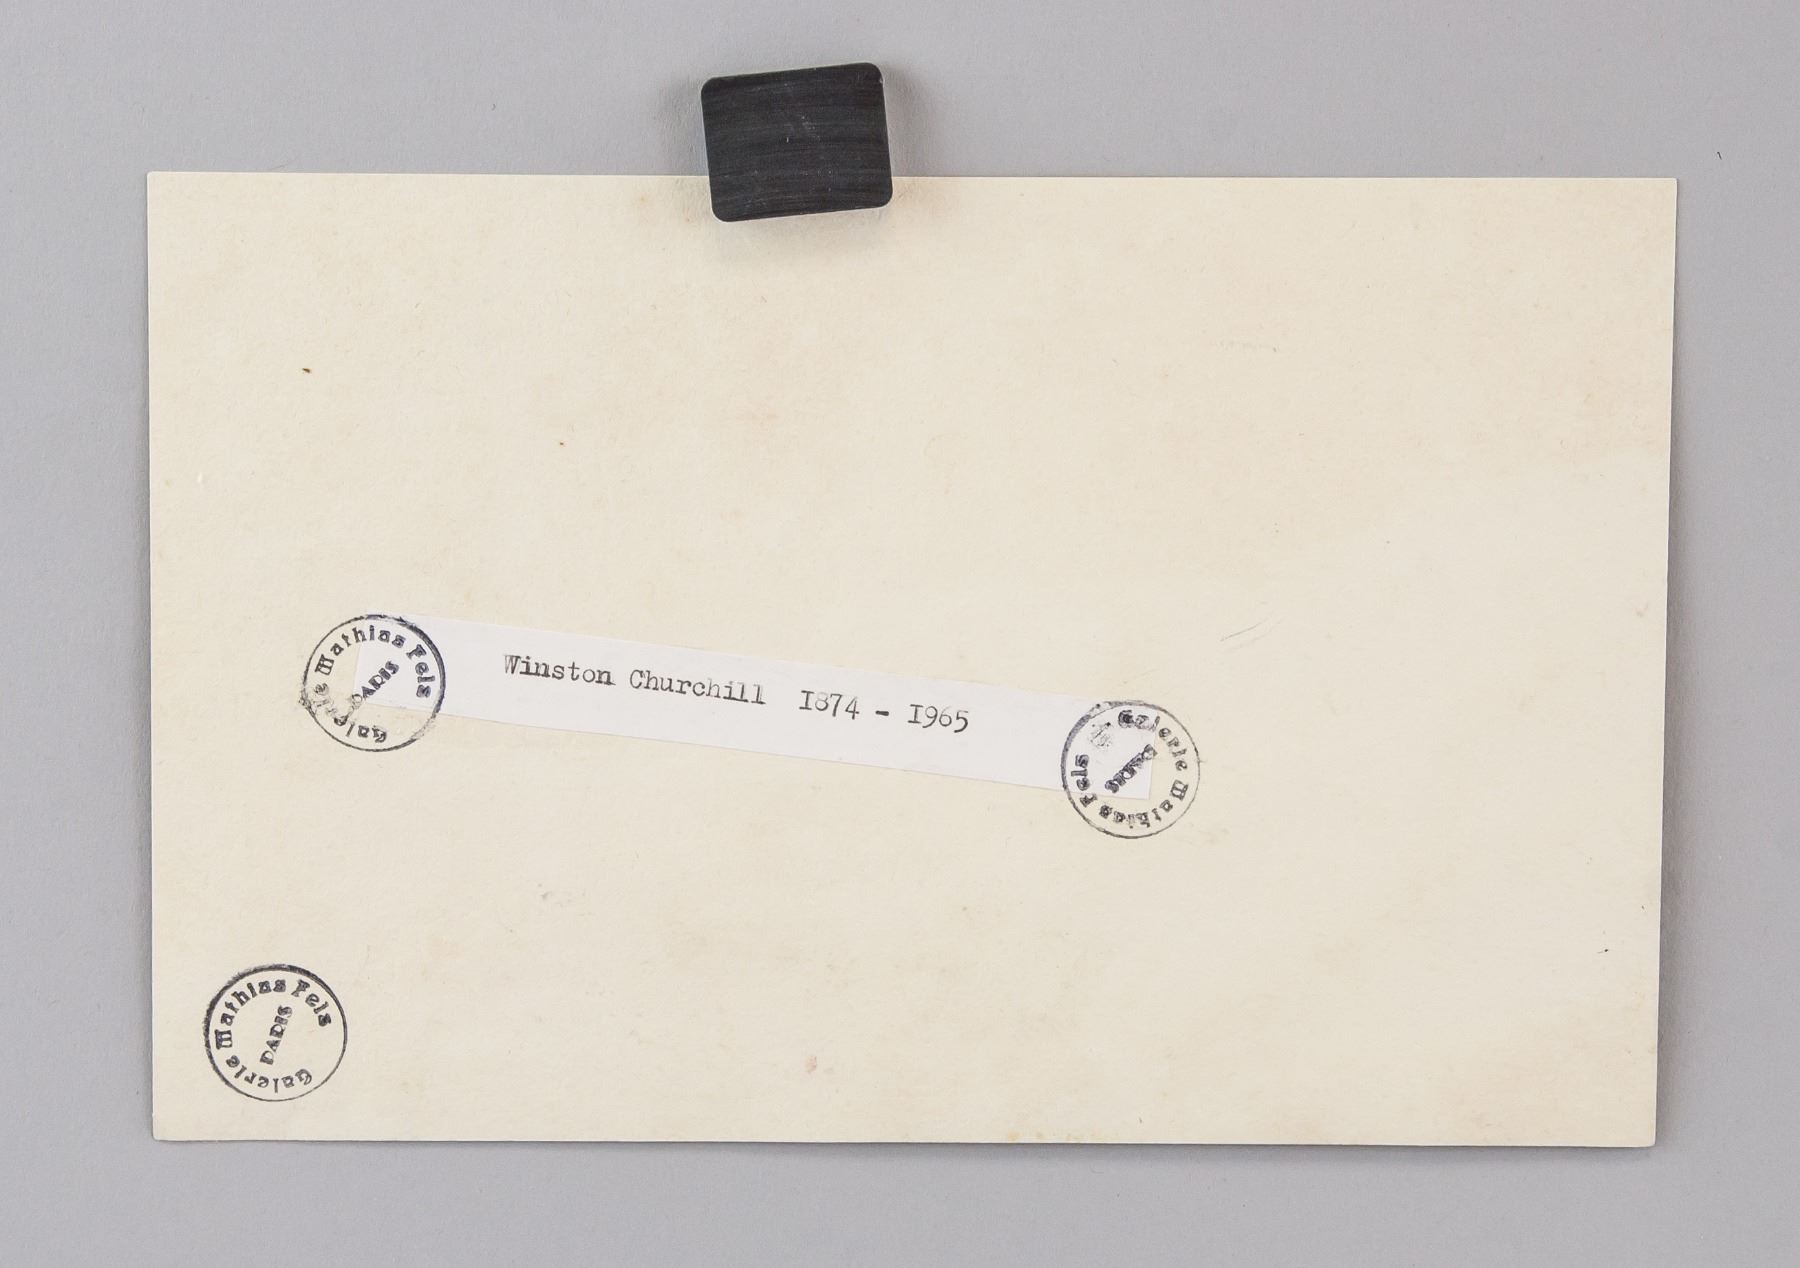 Galerie Mathias Fels
PARIS
Winston Churchill 1874 - 1965
Galerie Mathias Fels
PARIS
Galerie Mathias Fels
PARIS